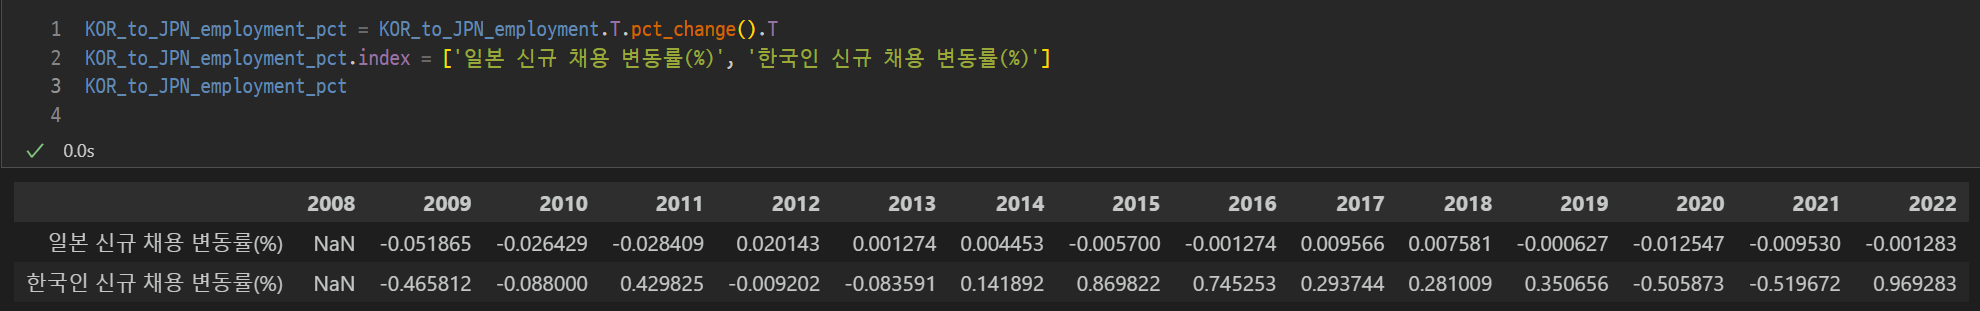 1 KOR_to_JPN_employment_pct = KOR_to_JPN_employment.T.pct_change().T
2 KOR_to_JPN_employment_pct.index = ['일본 신규 채용 변동률(%)', '한국인 신규 채용 변동률(%)']
3 KOR_to_JPN_employment_pct
4
0.0s
2008 2009 2010 2011 2012 2013 2014 2015 2016 2017 2018 2019 2020 2021 2022
일본 신규 채용 변동률(%) NaN -0.051865 -0.026429 -0.028409 0.020143 0.001274 0.004453 -0.005700 -0.001274 0.009566 0.007581 -0.000627 -0.012547 -0.009530 -0.001283
한국인 신규 채용 변동률(%) NaN -0.465812 -0.088000 0.429825 -0.009202 -0.083591 0.141892 0.869822 0.745253 0.293744 0.281009 0.350656 -0.505873 -0.519672 0.969283